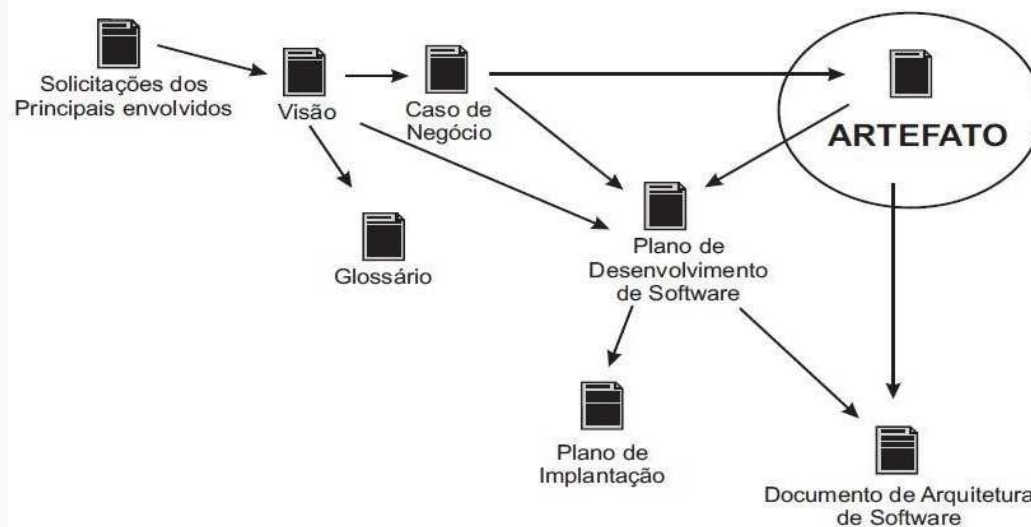 Solicitações dos
Principais envolvidos
Visão
Caso de
Negócio
ARTEFATO
Glossário
Plano de
Desenvolvimento
de Software
Plano de
Implantação
Documento de Arquitetura
de Software